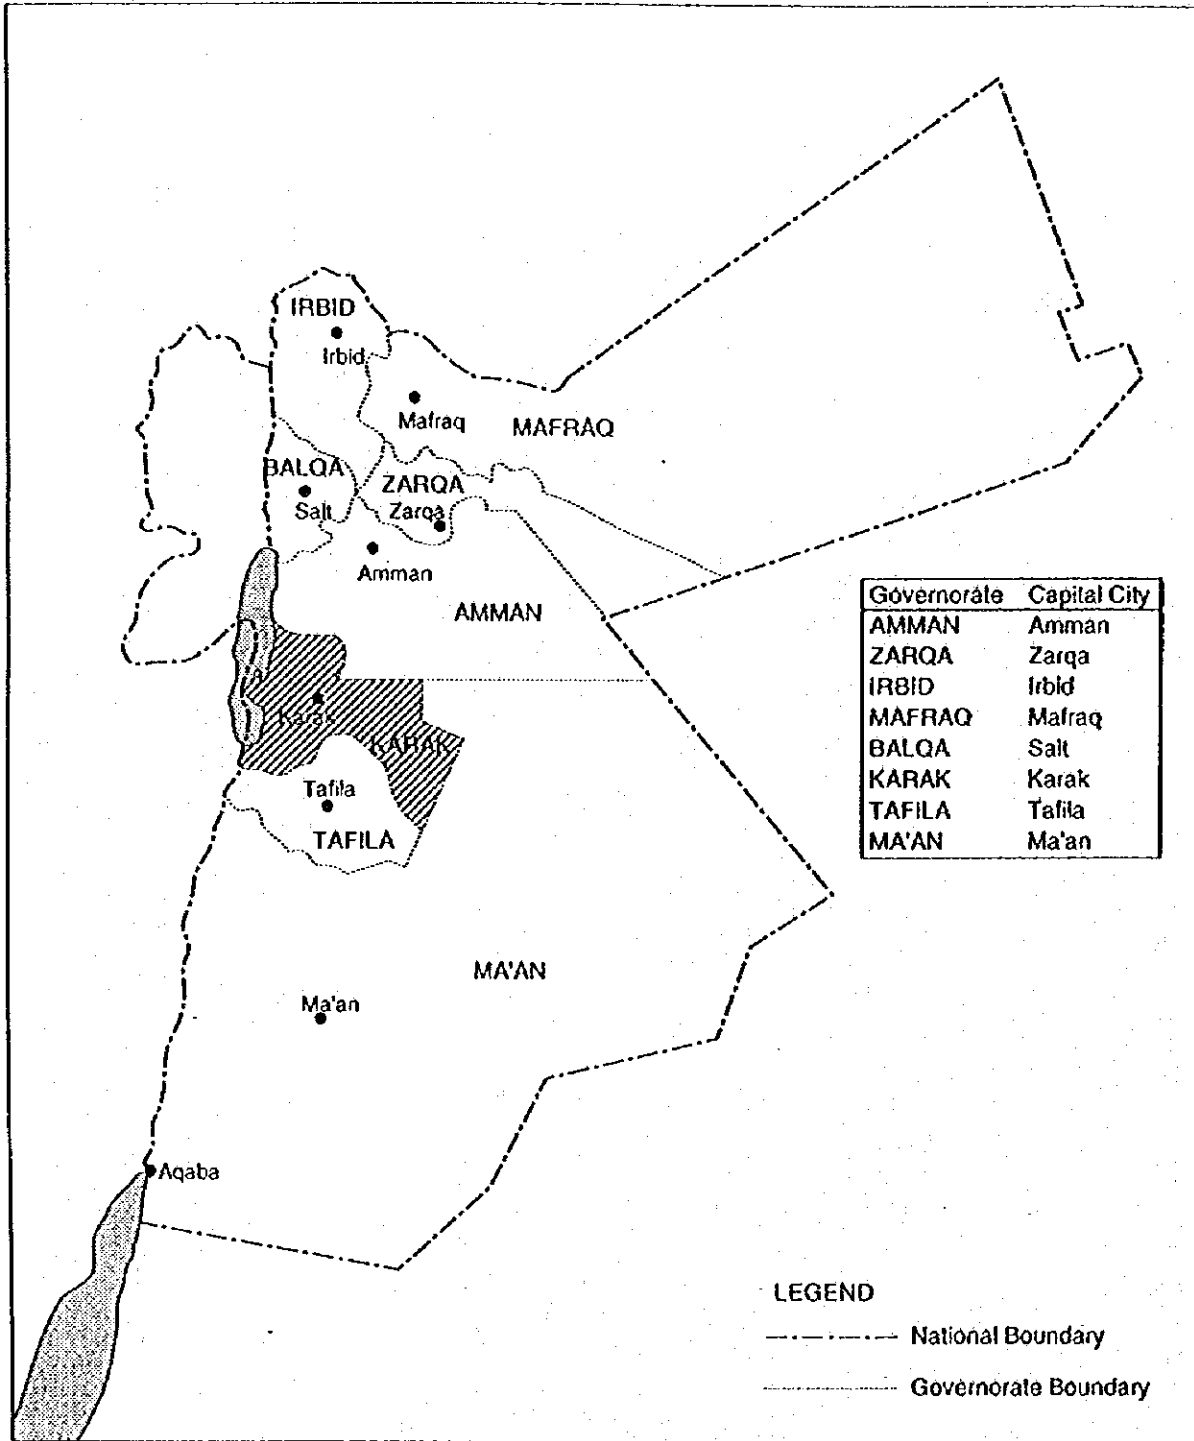 IRBID
Irbid
Mafraq
MAFRAQ
BALQA
Salt
ZARQA
Zarqa
Amman
AMMAN
Karak
KARAK
Tafila
TAFILA
MA'AN
Ma'an
Aqaba
Governorate Capital City
AMMAN Amman
ZARQA Zarqa
IRBID Irbid
MAFRAQ Mafraq
BALQA Salt
KARAK Karak
TAFILA Tafila
MA'AN Ma'an
LEGEND
National Boundary
Governorate Boundary